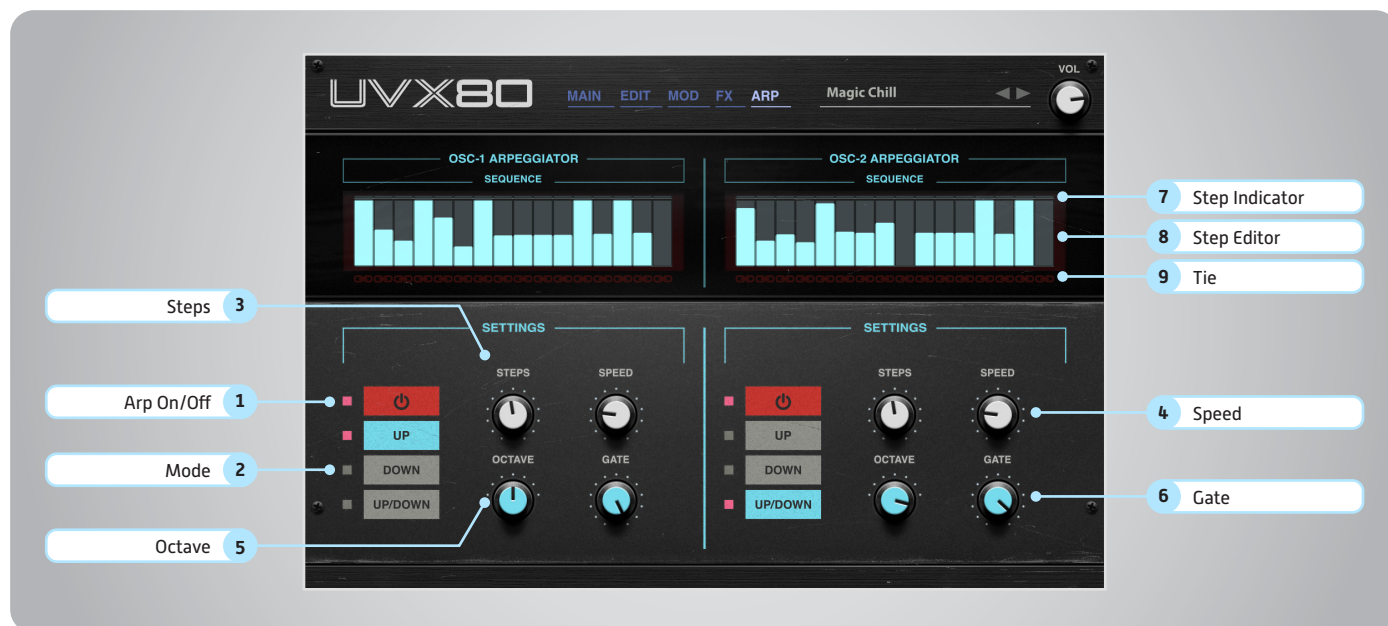 UVX80
MAIN EDIT MOD FX ARP
Magic Chill
VOL
OSC-1 ARPEGGIATOR
SEQUENCE
OSC-2 ARPEGGIATOR
SEQUENCE
7 Step Indicator
8 Step Editor
9 Tie
Steps 3
SETTINGS
SETTINGS
STEPS SPEED
STEPS SPEED
Arp On/Off 1
4 Speed
UP
UP
Mode 2
DOWN
DOWN
OCTAVE GATE
OCTAVE GATE
UP/DOWN
UP/DOWN
6 Gate
Octave 5